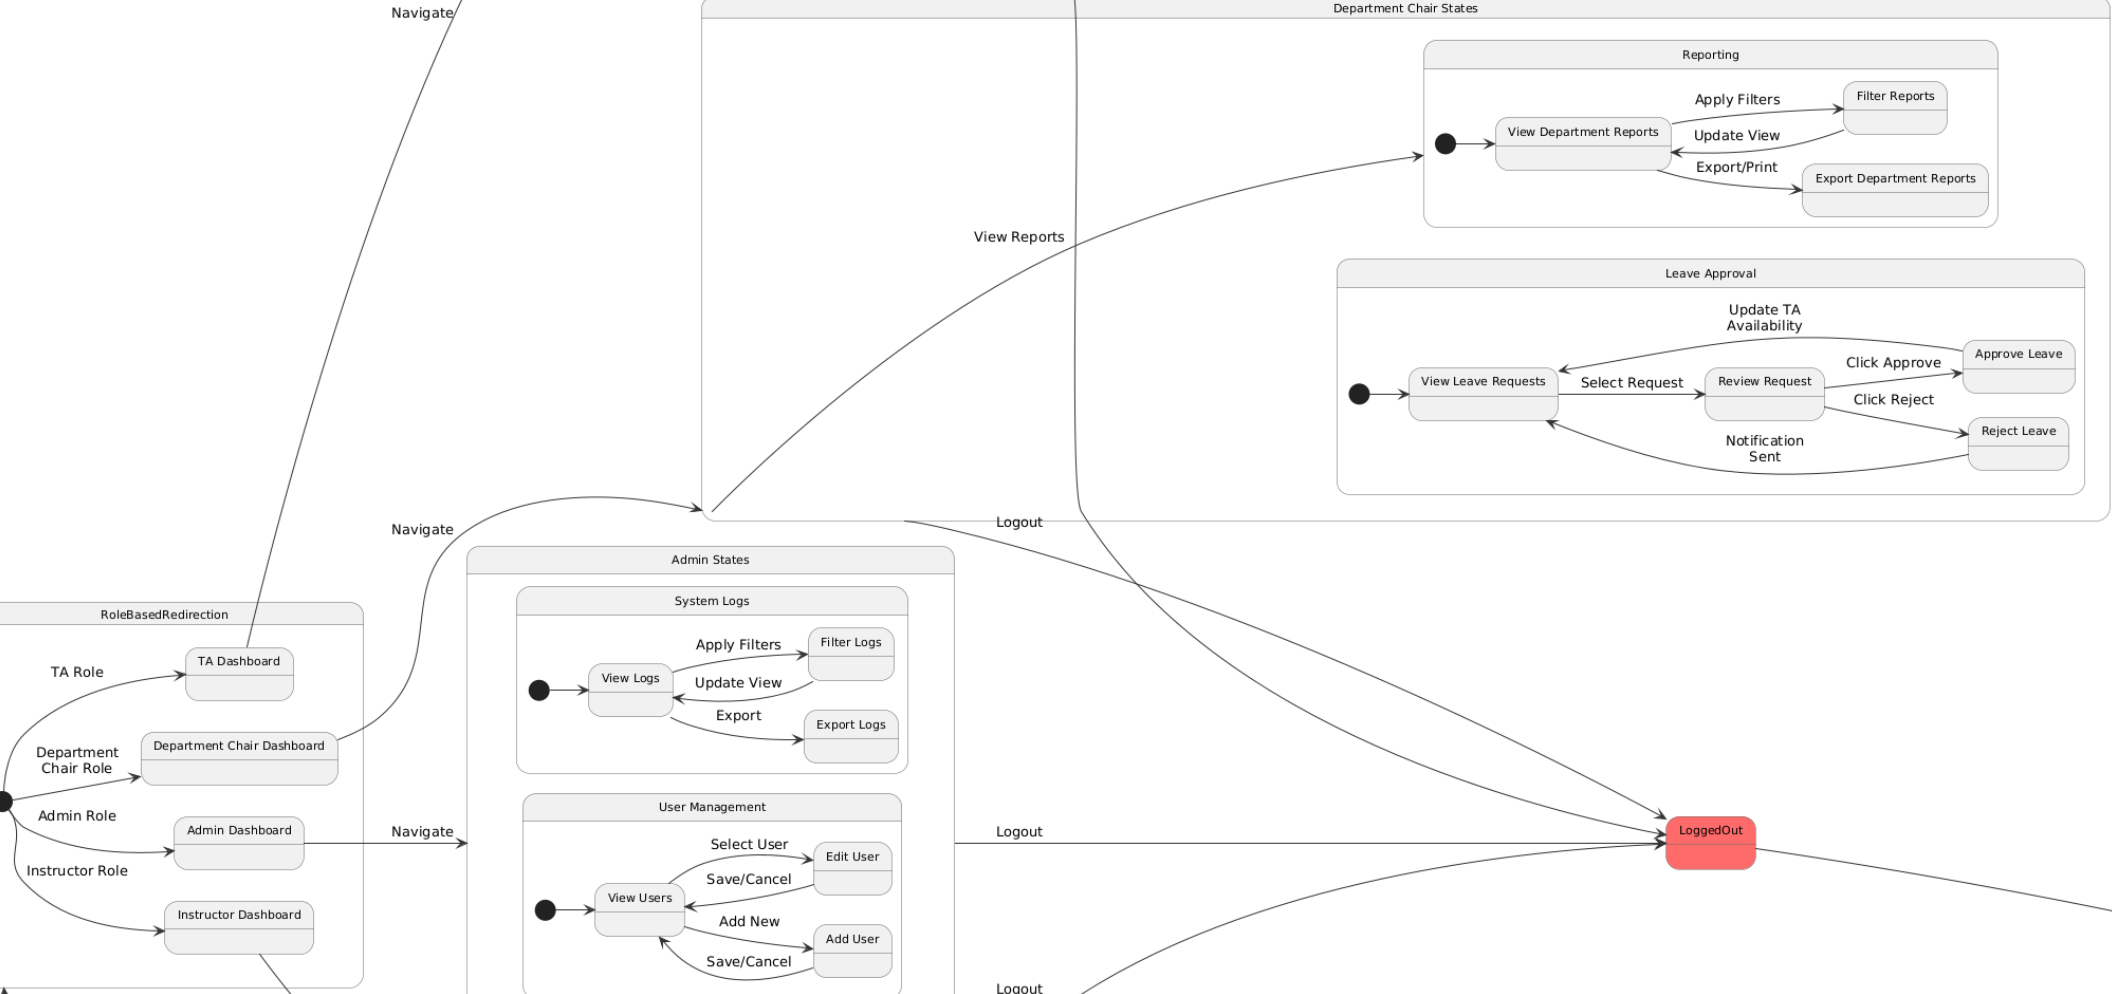 Navigate
Department Chair States
Reporting
Apply Filters
Filter Reports
View Department Reports
Update View
Export/Print
Export Department Reports
View Reports
Leave Approval
Update TA
Availability
Approve Leave
Click Approve
View Leave Requests
Select Request
Review Request
Click Reject
Reject Leave
Notification
Sent
Logout
Navigate
Admin States
System Logs
Apply Filters
Filter Logs
View Logs
Update View
Export
Export Logs
RoleBasedRedirection
TA Role
TA Dashboard
Department
Chair Role
Department Chair Dashboard
Admin Role
Admin Dashboard
Instructor Role
Instructor Dashboard
Navigate
User Management
Select User
Edit User
Save/Cancel
View Users
Add New
Add User
Save/Cancel
Logout
LoggedOut
Logout